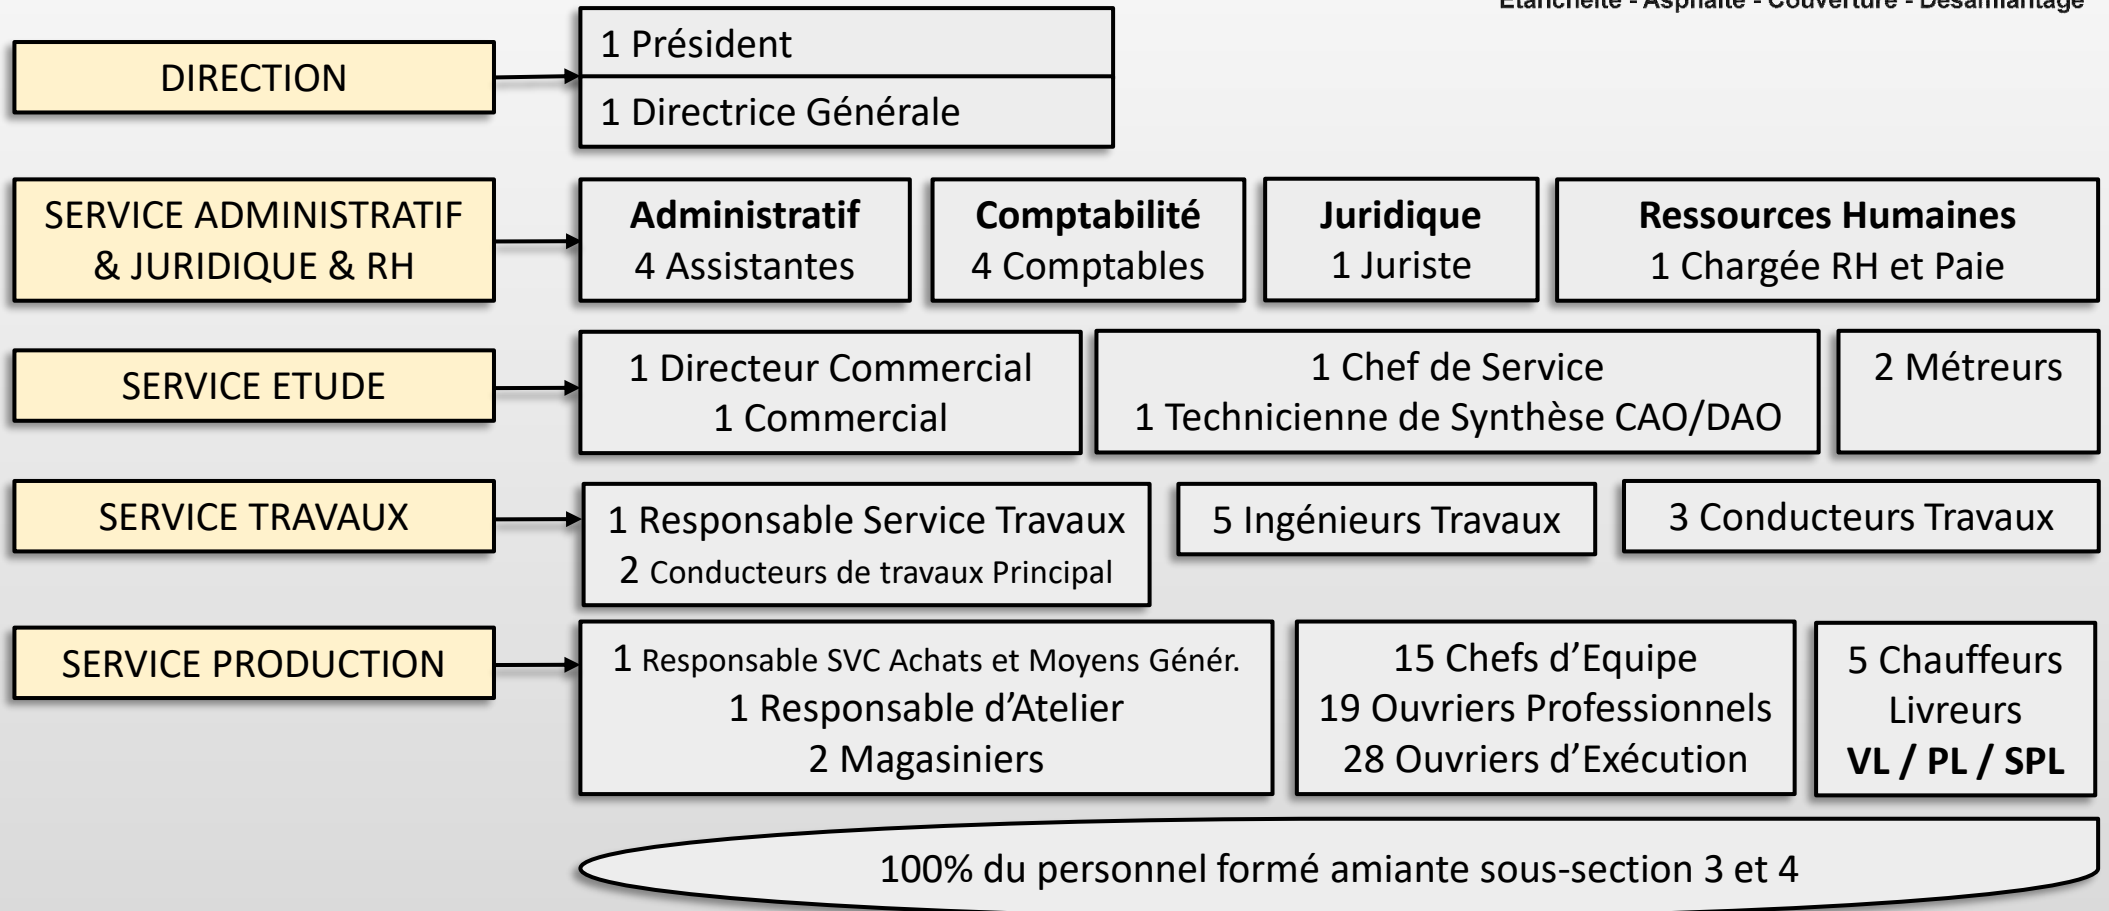 Etanchéité - Asphalte - Couverture - Désamiantage
DIRECTION
1 Président
1 Directrice Générale
SERVICE ADMINISTRATIF
& JURIDIQUE & RH
Administratif
4 Assistantes
Comptabilité
4 Comptables
Juridique
1 Juriste
Ressources Humaines
1 Chargée RH et Paie
SERVICE ETUDE
1 Directeur Commercial
1 Commercial
1 Chef de Service
1 Technicienne de Synthèse CAO/DAO
2 Métreurs
SERVICE TRAVAUX
1 Responsable Service Travaux
2 Conducteurs de travaux Principal
5 Ingénieurs Travaux
3 Conducteurs Travaux
SERVICE PRODUCTION
1 Responsable SVC Achats et Moyens Génér.
1 Responsable d’Atelier
2 Magasiniers
15 Chefs d’Equipe
19 Ouvriers Professionnels
28 Ouvriers d’Exécution
5 Chauffeurs
Livreurs
VL / PL / SPL
100% du personnel formé amiante sous-section 3 et 4